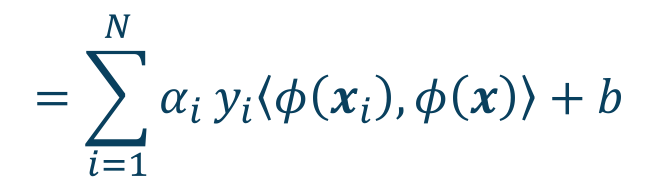 = ∑_{i=1}^{N} α_i y_i⟨ϕ(x_i), ϕ(x)⟩ + b